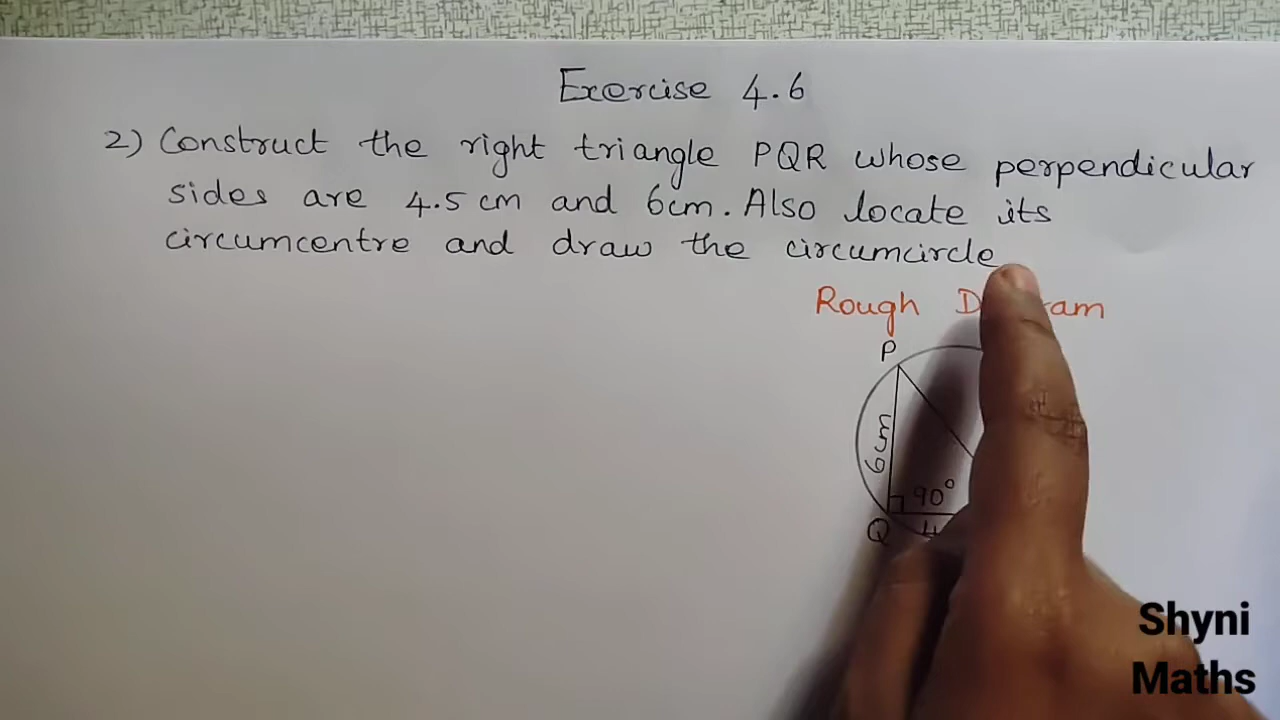 Exercise 4.6
2) Construct the right triangle PQR whose perpendicular
sides are 4.5 cm and 6cm. Also locate its
circumcentre and draw the circumcircle
Rough
P
6cm
90°
Q 4
Shyni
Maths